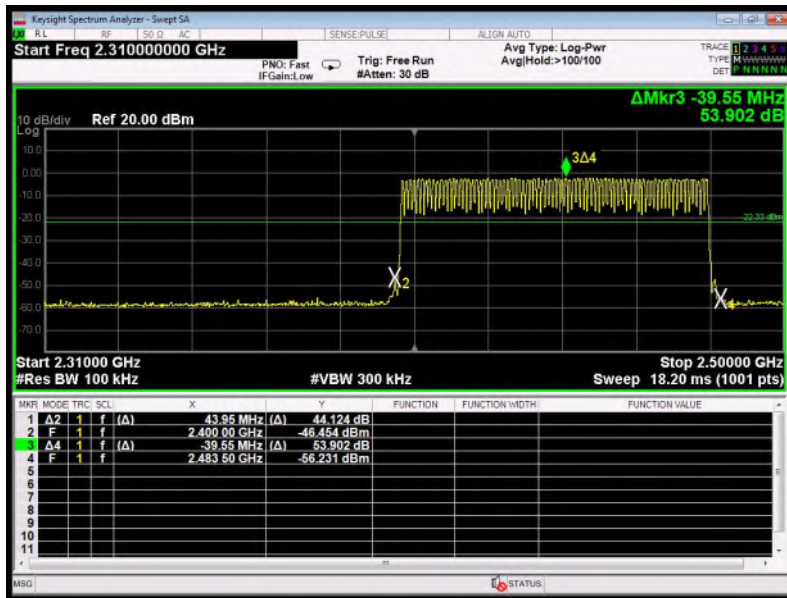 Keysight Spectrum Analyzer - Swept SA
RL RF 50 Ω AC SENSE:PULSE ALIGN AUTO
Start Freq 2.310000000 GHz
PNO: Fast
IFGain:Low
Trig: Free Run
#Atten: 30 dB
Avg Type: Log-Pwr
Avg|Hold:>100/100
TRACE 1 2 3 4 5 6
TYPE M W W W W W
DET P N N N N N
ΔMkr3 -39.55 MHz
53.902 dB
10 dB/div Ref 20.00 dBm
Log
10.0
0.00
-10.0
-20.0
-30.0
-40.0
-50.0
-60.0
-70.0
3Δ4
-22.33 dBm
2
4
Start 2.31000 GHz Stop 2.50000 GHz
#Res BW 100 kHz #VBW 300 kHz Sweep 18.20 ms (1001 pts)
MKR MODE TRC SCL X Y FUNCTION FUNCTION WIDTH FUNCTION VALUE
1 Δ2 1 f (Δ) 43.95 MHz (Δ) 44.124 dB
2 F 1 f 2.400 00 GHz -46.454 dBm
3 Δ4 1 f (Δ) -39.55 MHz (Δ) 53.902 dB
4 F 1 f 2.483 50 GHz -56.231 dBm
5
6
7
8
9
10
11
MSG STATUS